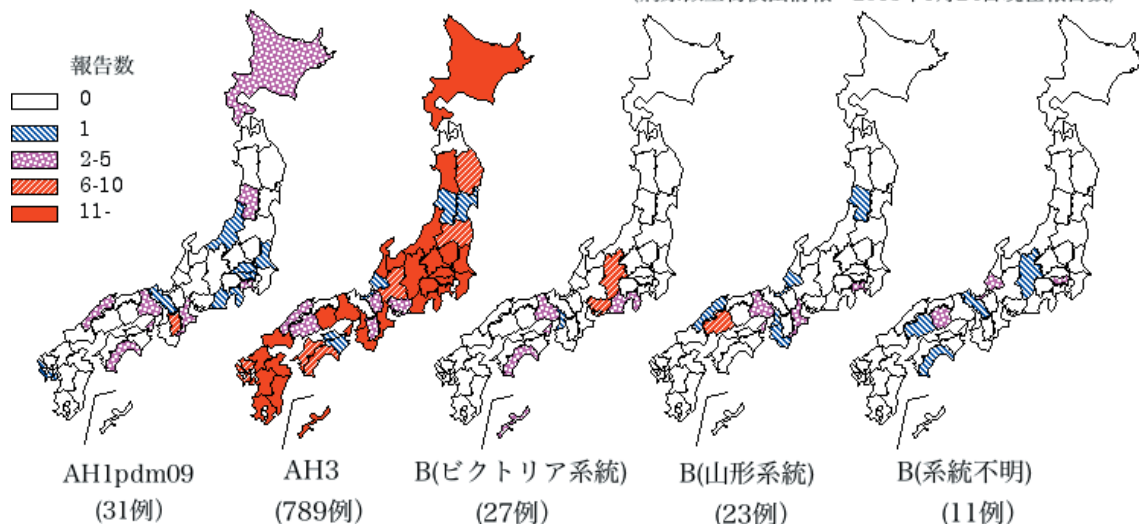 報告数
0
1
2-5
6-10
11-
AH1pdm09
(31例)
AH3
(789例)
B(ビクトリア系統)
(27例)
B(山形系統)
(23例)
B(系統不明)
(11例)